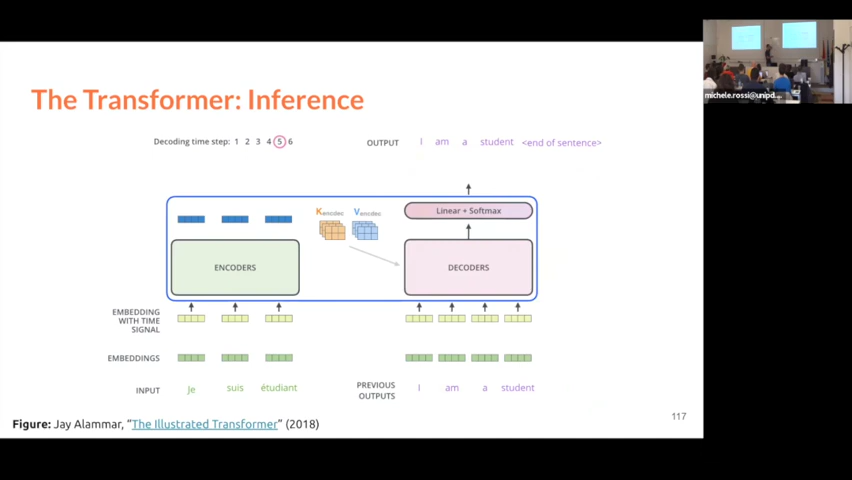 michele.rossi@unipd....
The Transformer: Inference
Decoding time step: 1 2 3 4 5 6
OUTPUT I am a student <end of sentence>
Kencdec Vencdec
Linear + Softmax
ENCODERS
DECODERS
EMBEDDING
WITH TIME
SIGNAL
EMBEDDINGS
INPUT Je suis étudiant
PREVIOUS
OUTPUTS
I am a student
117
Figure: Jay Alammar, “The Illustrated Transformer” (2018)